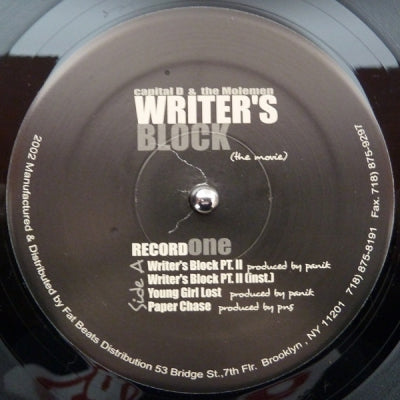 capital D & the Molemen
WRITER'S
BLOCK
(the movie)
RECORD one
Side A
Writer's Block PT. II produced by panik
Writer's Block PT. II (inst.)
Young Girl Lost produced by panik
Paper Chase produced by pns
2002 Manufactured & Distributed by Fat Beats Distribution 53 Bridge St.,7th Flr. Brooklyn , NY 11201 718) 875-8191 Fax. 718) 875-9297